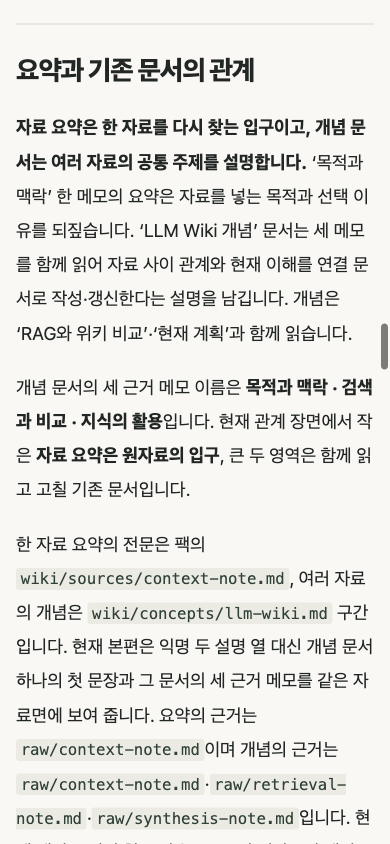 요약과 기존 문서의 관계
자료 요약은 한 자료를 다시 찾는 입구이고, 개념 문
서는 여러 자료의 공통 주제를 설명합니다. ‘목적과
맥락’ 한 메모의 요약은 자료를 넣는 목적과 선택 이
유를 되짚습니다. ‘LLM Wiki 개념’ 문서는 세 메모
를 함께 읽어 자료 사이 관계와 현재 이해를 연결 문
서로 작성·갱신한다는 설명을 남깁니다. 개념은
‘RAG와 위키 비교’·‘현재 계획’과 함께 읽습니다.
개념 문서의 세 근거 메모 이름은 목적과 맥락 · 검색
과 비교 · 지식의 활용입니다. 현재 관계 장면에서 작
은 자료 요약은 원자료의 입구, 큰 두 영역은 함께 읽
고 고칠 기존 문서입니다.
한 자료 요약의 전문은 팩의
wiki/sources/context-note.md, 여러 자료
의 개념은 wiki/concepts/llm-wiki.md 구간
입니다. 현재 본편은 익명 두 설명 열 대신 개념 문서
하나의 첫 문장과 그 문서의 세 근거 메모를 같은 자
료면에 보여 줍니다. 요약의 근거는
raw/context-note.md이며 개념의 근거는
raw/context-note.md·raw/retrieval-
note.md·raw/synthesis-note.md입니다. 현